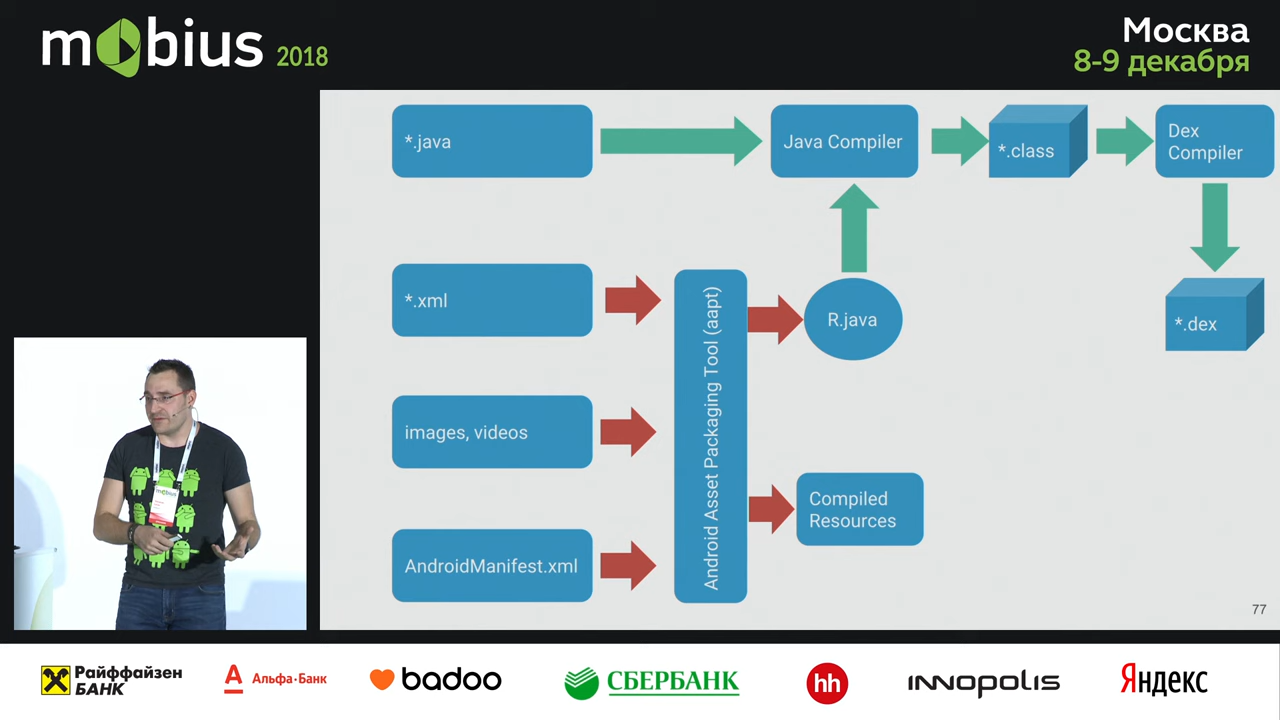 mobius 2018
Москва
8-9 декабря
*.java
Java Compiler
*.class
Dex
Compiler
*.xml
R.java
*.dex
Android Asset Packaging Tool (aapt)
images, videos
Compiled
Resources
AndroidManifest.xml
77
mobius
Райффайзен
БАНК
А
Альфа·Банк
badoo
СБЕРБАНК
hh
INNOPOLIS
Яндекс